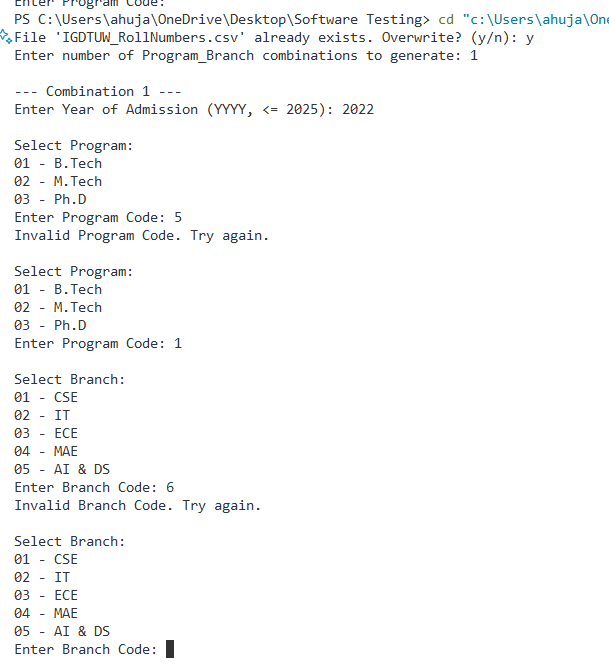 Enter Program Code:
PS C:\Users\ahuja\OneDrive\Desktop\Software Testing> cd "c:\Users\ahuja\One
File 'IGDTUW_RollNumbers.csv' already exists. Overwrite? (y/n): y
Enter number of Program_Branch combinations to generate: 1
--- Combination 1 ---
Enter Year of Admission (YYYY, <= 2025): 2022
Select Program:
01 - B.Tech
02 - M.Tech
03 - Ph.D
Enter Program Code: 5
Invalid Program Code. Try again.
Select Program:
01 - B.Tech
02 - M.Tech
03 - Ph.D
Enter Program Code: 1
Select Branch:
01 - CSE
02 - IT
03 - ECE
04 - MAE
05 - AI & DS
Enter Branch Code: 6
Invalid Branch Code. Try again.
Select Branch:
01 - CSE
02 - IT
03 - ECE
04 - MAE
05 - AI & DS
Enter Branch Code: